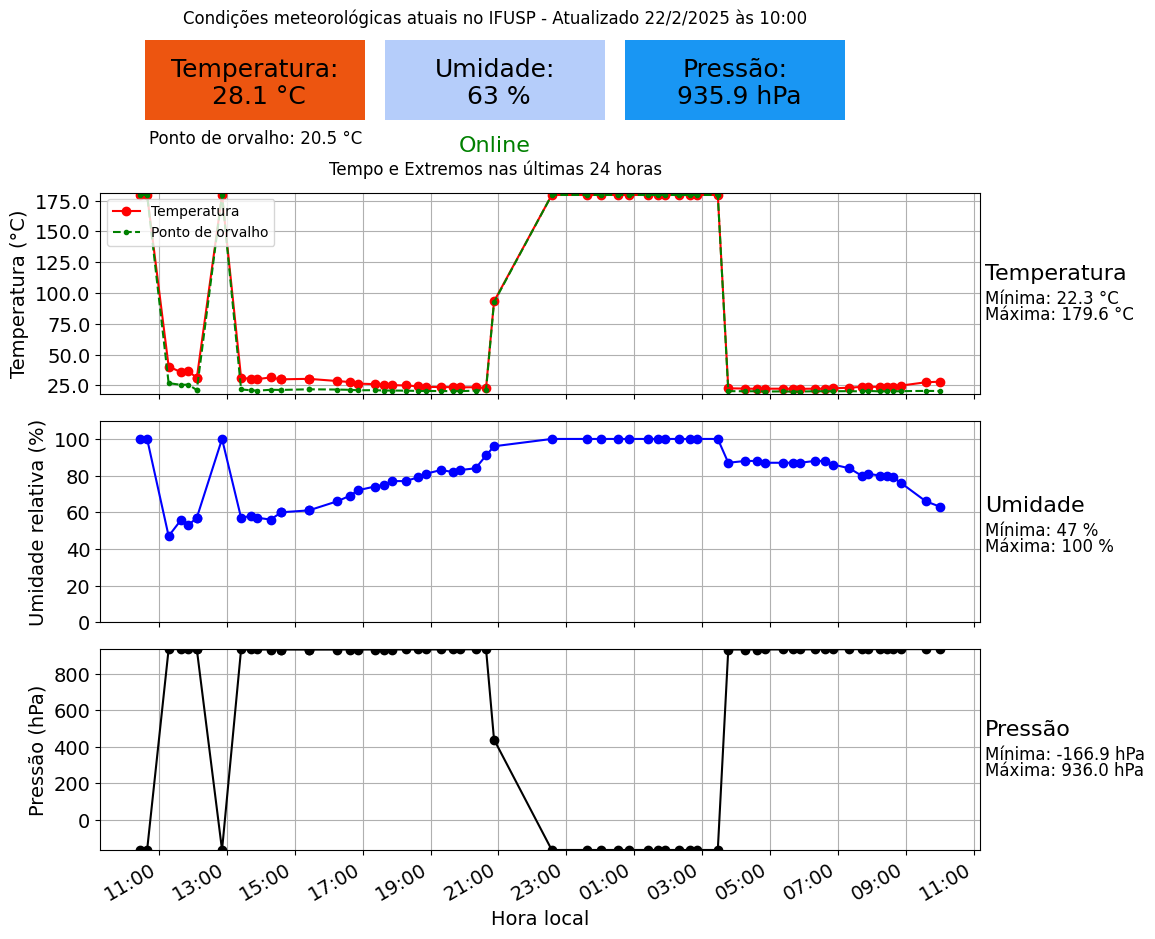 Condições meteorológicas atuais no IFUSP - Atualizado 22/2/2025 às 10:00
Temperatura:
28.1 °C
Umidade:
63 %
Pressão:
935.9 hPa
Ponto de orvalho: 20.5 °C
Online
Tempo e Extremos nas últimas 24 horas
Temperatura (°C)
175.0
150.0
125.0
100.0
75.0
50.0
25.0
Temperatura
Ponto de orvalho
Temperatura
Mínima: 22.3 °C
Máxima: 179.6 °C
Umidade relativa (%)
100
80
60
40
20
0
Umidade
Mínima: 47 %
Máxima: 100 %
Pressão (hPa)
800
600
400
200
0
Pressão
Mínima: -166.9 hPa
Máxima: 936.0 hPa
11:00 13:00 15:00 17:00 19:00 21:00 23:00 01:00 03:00 05:00 07:00 09:00 11:00
Hora local